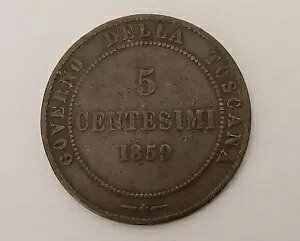 GOVERNO DELLA TOSCANA
5
CENTESIMI
1859